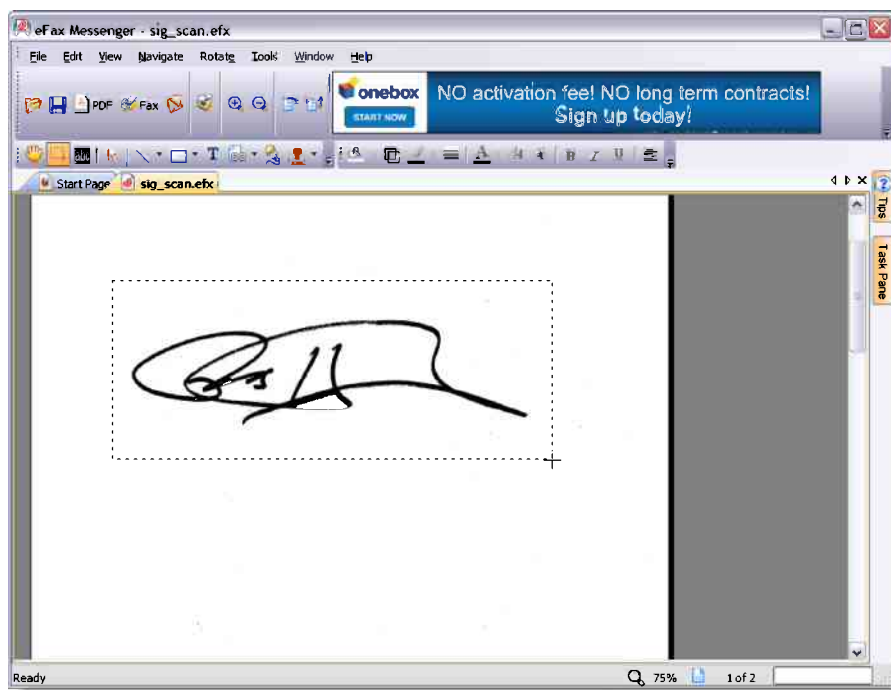 eFax Messenger - sig_scan.efx
File Edit View Navigate Rotate Tools Window Help
PDF Fax
onebox
START NOW
NO activation fee! NO long term contracts!
Sign up today!
abc T A B I U
Start Page sig_scan.efx
Tips
Task Pane
Ready 75% 1 of 2